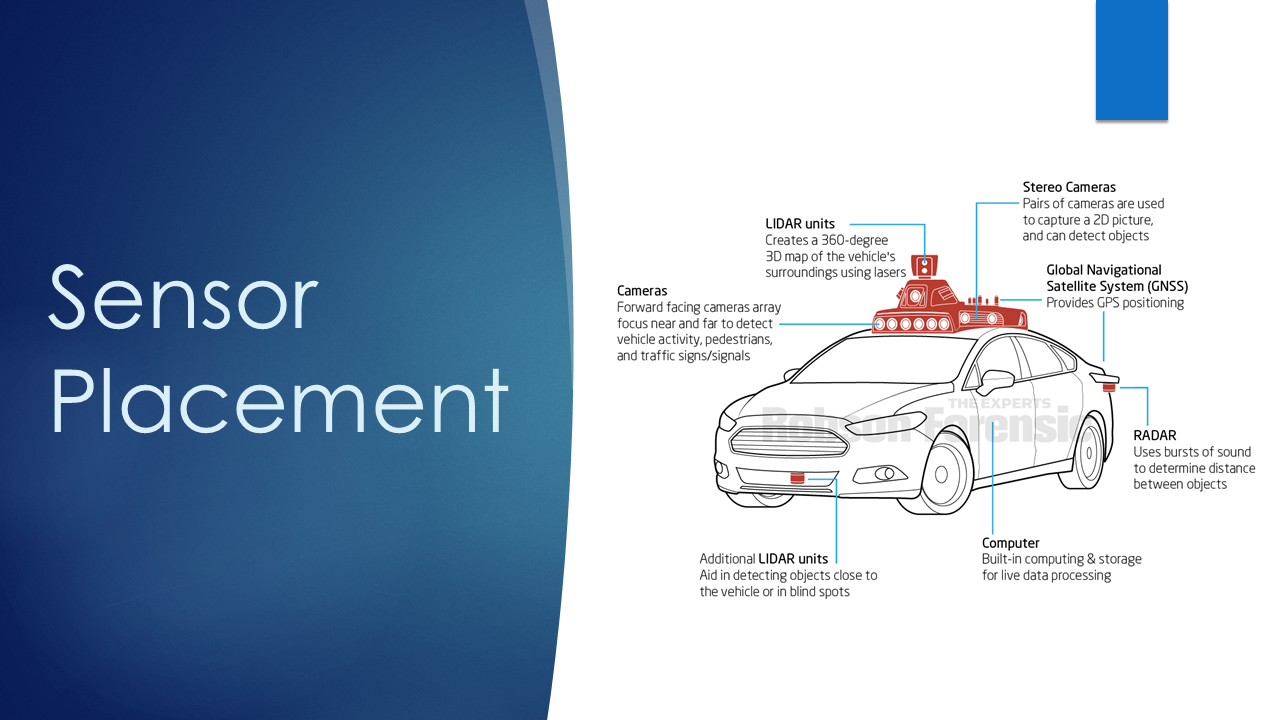 Sensor
Placement
Stereo Cameras
Pairs of cameras are used
to capture a 2D picture,
and can detect objects
LIDAR units
Creates a 360-degree
3D map of the vehicle's
surroundings using lasers
Global Navigational
Satellite System (GNSS)
Provides GPS positioning
Cameras
Forward facing cameras array
focus near and far to detect
vehicle activity, pedestrians,
and traffic signs/signals
THE EXPERTS
Robson Forensic
RADAR
Uses bursts of sound
to determine distance
between objects
Computer
Built-in computing & storage
for live data processing
Additional LIDAR units
Aid in detecting objects close to
the vehicle or in blind spots